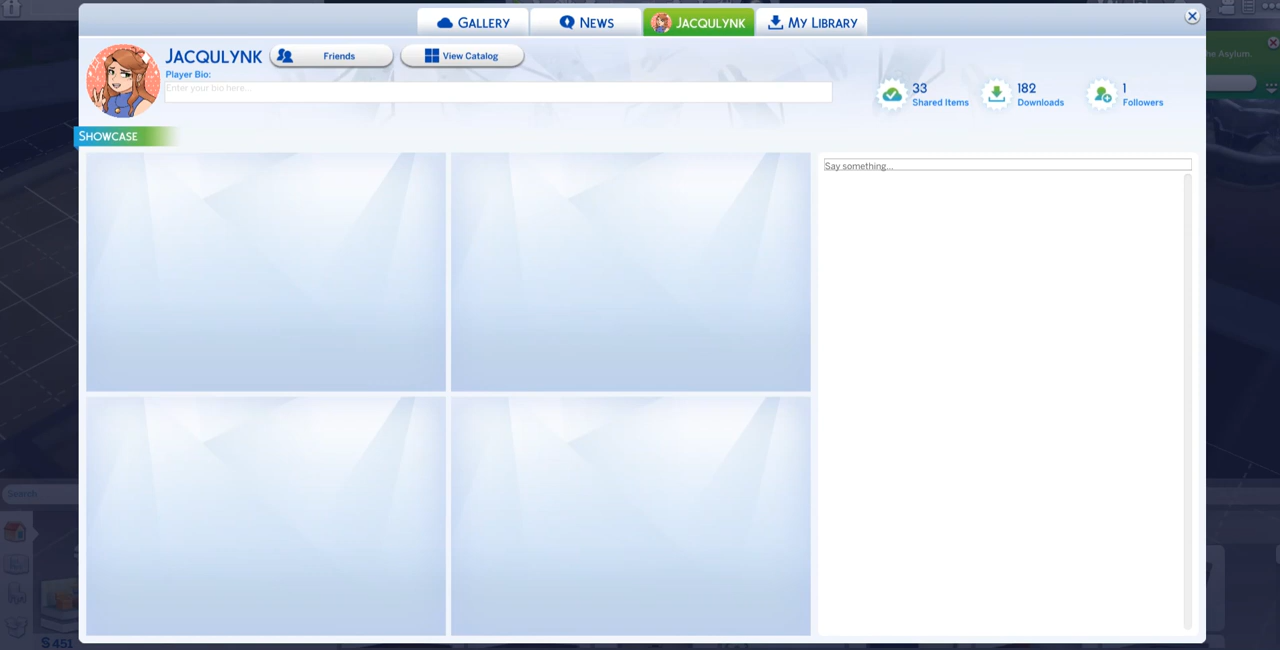 GALLERY
NEWS
JACQULYNK
MY LIBRARY
JACQULYNK
Friends
View Catalog
Player Bio:
Enter your bio here...
33
Shared Items
182
Downloads
1
Followers
he Asylum.
SHOWCASE
Say something...
Search
§451